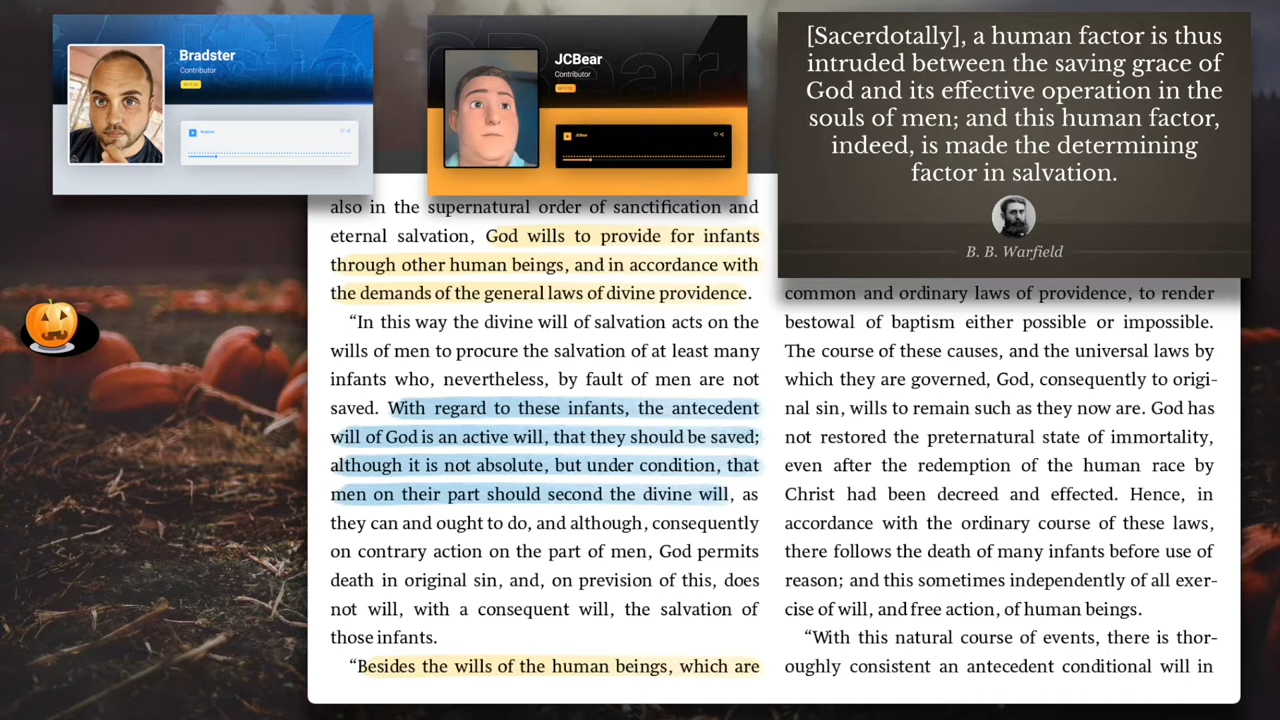 Bradster
Contributor
Bradster
JCBear
Contributor
JCBear
[Sacerdotally], a human factor is thus
intruded between the saving grace of
God and its effective operation in the
souls of men; and this human factor,
indeed, is made the determining
factor in salvation.
B. B. Warfield
also in the supernatural order of sanctification and
eternal salvation, God wills to provide for infants
through other human beings, and in accordance with
the demands of the general laws of divine providence.
“In this way the divine will of salvation acts on the
wills of men to procure the salvation of at least many
infants who, nevertheless, by fault of men are not
saved. With regard to these infants, the antecedent
will of God is an active will, that they should be saved;
although it is not absolute, but under condition, that
men on their part should second the divine will, as
they can and ought to do, and although, consequently
on contrary action on the part of men, God permits
death in original sin, and, on prevision of this, does
not will, with a consequent will, the salvation of
those infants.
“Besides the wills of the human beings, which are
common and ordinary laws of providence, to render
bestowal of baptism either possible or impossible.
The course of these causes, and the universal laws by
which they are governed, God, consequently to origi-
nal sin, wills to remain such as they now are. God has
not restored the preternatural state of immortality,
even after the redemption of the human race by
Christ had been decreed and effected. Hence, in
accordance with the ordinary course of these laws,
there follows the death of many infants before use of
reason; and this sometimes independently of all exer-
cise of will, and free action, of human beings.
“With this natural course of events, there is thor-
oughly consistent an antecedent conditional will in